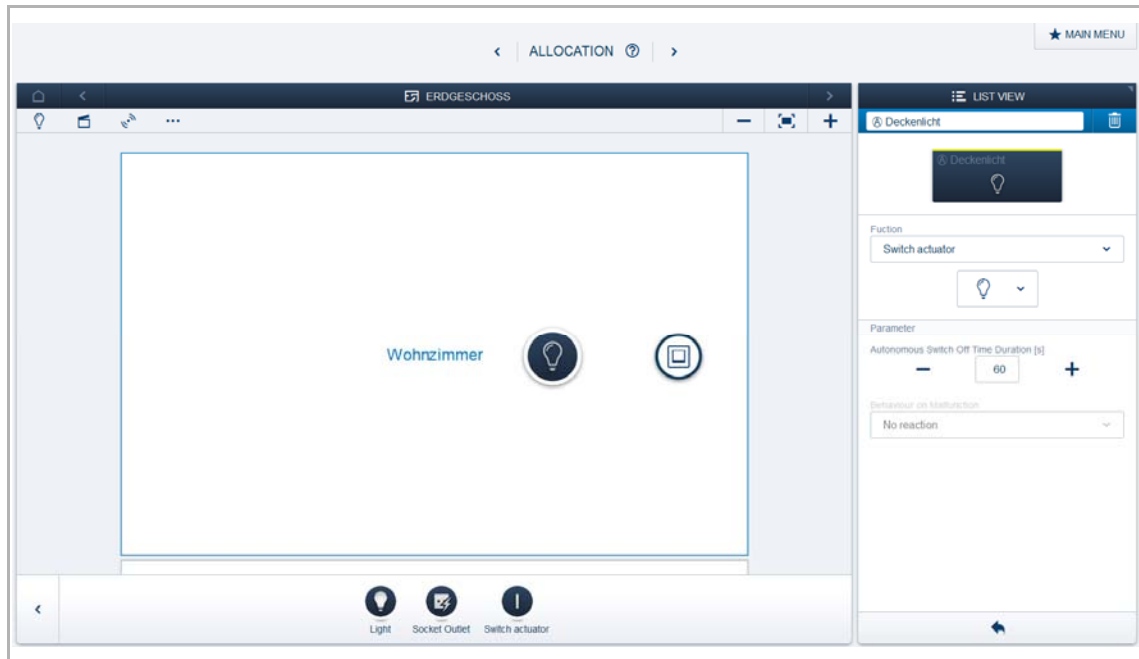 MAIN MENU
ALLOCATION
ERDGESCHOSS
LIST VIEW
Deckenlicht
Deckenlicht
Fuction
Switch actuator
Wohnzimmer
Parameter
Autonomous Switch Off Time Duration [s]
60
Behaviour on Malfunction
No reaction
Light
Socket Outlet
Switch actuator